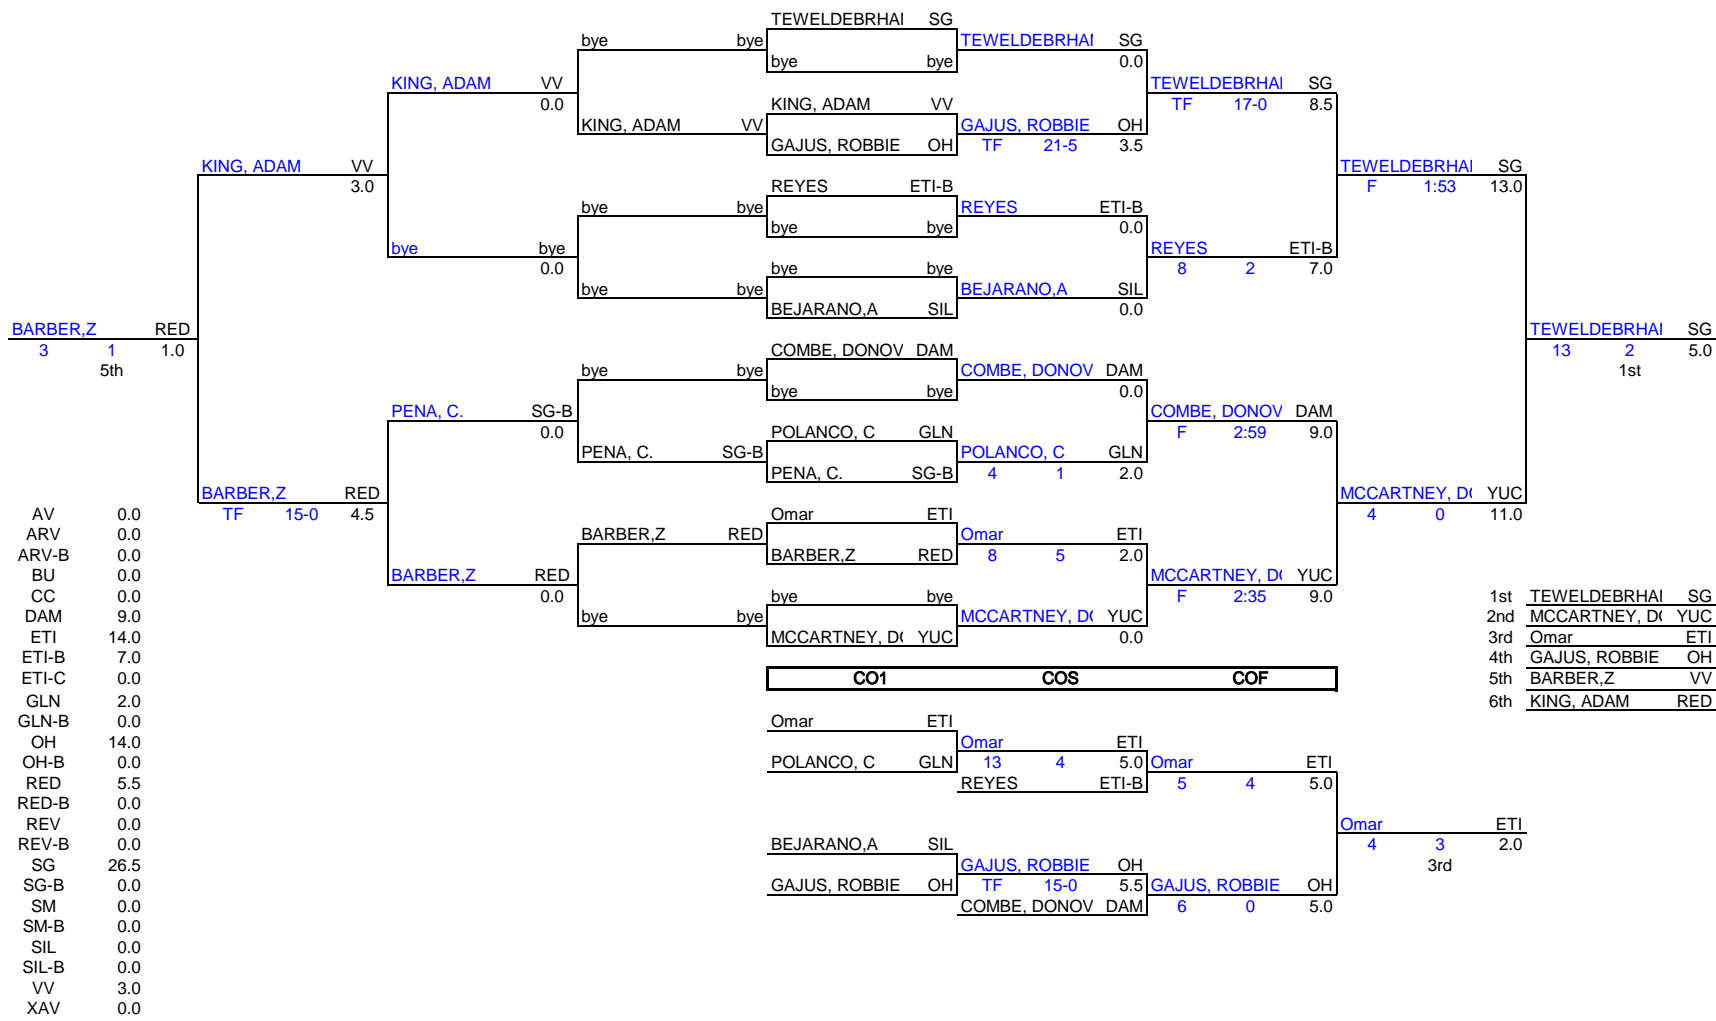 TEWELDEBRHAI SG
bye bye TEWELDEBRHAI SG
bye bye 0.0
KING, ADAM VV TEWELDEBRHAI SG
0.0 KING, ADAM VV TF 17-0 8.5
KING, ADAM VV GAJUS, ROBBIE OH
GAJUS, ROBBIE OH TF 21-5 3.5
KING, ADAM VV TEWELDEBRHAI SG
3.0 REYES ETI-B F 1:53 13.0
bye bye REYES ETI-B
bye bye 0.0
bye bye REYES ETI-B
0.0 bye bye 8 2 7.0
bye bye BEJARANO,A SIL
BEJARANO,A SIL 0.0
BARBER,Z RED TEWELDEBRHAI SG
3 1 1.0 COMBE, DONOV DAM 13 2 5.0
5th bye bye COMBE, DONOV DAM 1st
bye bye 0.0
PENA, C. SG-B COMBE, DONOV DAM
0.0 POLANCO, C GLN F 2:59 9.0
PENA, C. SG-B POLANCO, C GLN
PENA, C. SG-B 4 1 2.0
BARBER,Z RED MCCARTNEY, D( YUC
TF 15-0 4.5 Omar ETI 4 0 11.0
BARBER,Z RED Omar ETI
BARBER,Z RED 8 5 2.0
BARBER,Z RED MCCARTNEY, D( YUC
0.0 bye bye F 2:35 9.0
bye bye MCCARTNEY, D( YUC
MCCARTNEY, D( YUC 0.0
CO1 COS COF
Omar ETI
Omar ETI
POLANCO, C GLN 13 4 5.0 Omar ETI
REYES ETI-B 5 4 5.0
Omar ETI
BEJARANO,A SIL 4 3 2.0
GAJUS, ROBBIE OH 3rd
GAJUS, ROBBIE OH TF 15-0 5.5 GAJUS, ROBBIE OH
COMBE, DONOV DAM 6 0 5.0
AV 0.0
ARV 0.0
ARV-B 0.0
BU 0.0
CC 0.0
DAM 9.0
ETI 14.0
ETI-B 7.0
ETI-C 0.0
GLN 2.0
GLN-B 0.0
OH 14.0
OH-B 0.0
RED 5.5
RED-B 0.0
REV 0.0
REV-B 0.0
SG 26.5
SG-B 0.0
SM 0.0
SM-B 0.0
SIL 0.0
SIL-B 0.0
VV 3.0
XAV 0.0
1st TEWELDEBRHAI SG
2nd MCCARTNEY, D( YUC
3rd Omar ETI
4th GAJUS, ROBBIE OH
5th BARBER,Z VV
6th KING, ADAM RED